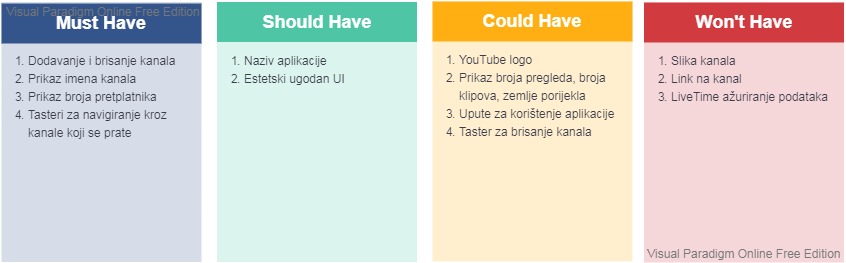 Visual Paradigm Online Free Edition
Must Have
1. Dodavanje i brisanje kanala
2. Prikaz imena kanala
3. Prikaz broja pretplatnika
4. Tasteri za navigiranje kroz
kanale koji se prate
Should Have
1. Naziv aplikacije
2. Estetski ugodan UI
Could Have
1. YouTube logo
2. Prikaz broja pregleda, broja
klipova, zemlje porijekla
3. Upute za korištenje aplikacije
4. Taster za brisanje kanala
Won't Have
1. Slika kanala
2. Link na kanal
3. LiveTime ažuriranje podataka
Visual Paradigm Online Free Edition